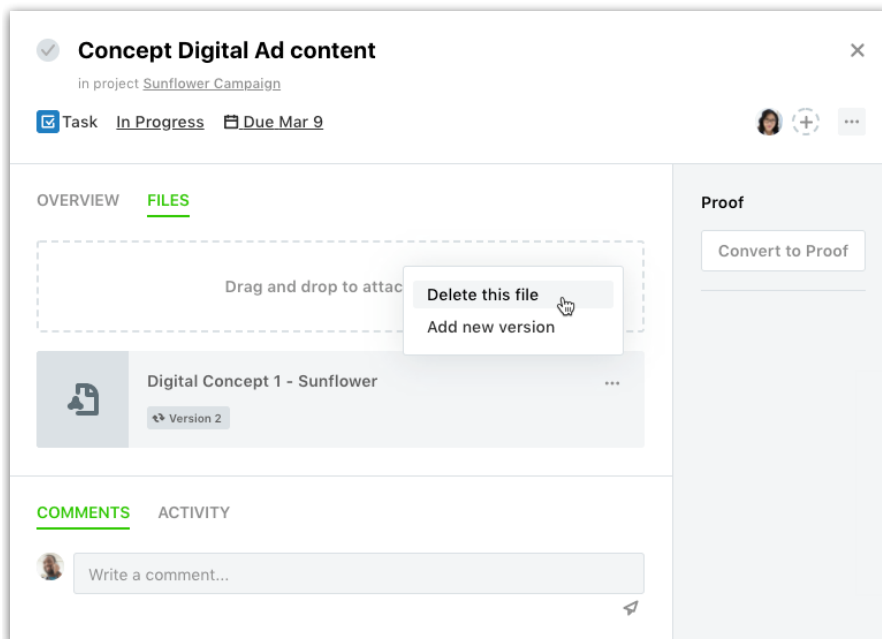 Concept Digital Ad content
in project Sunflower Campaign
Task In Progress Due Mar 9
OVERVIEW FILES
Proof
Convert to Proof
Drag and drop to attac
Delete this file
Add new version
Digital Concept 1 - Sunflower
Version 2
COMMENTS ACTIVITY
Write a comment...